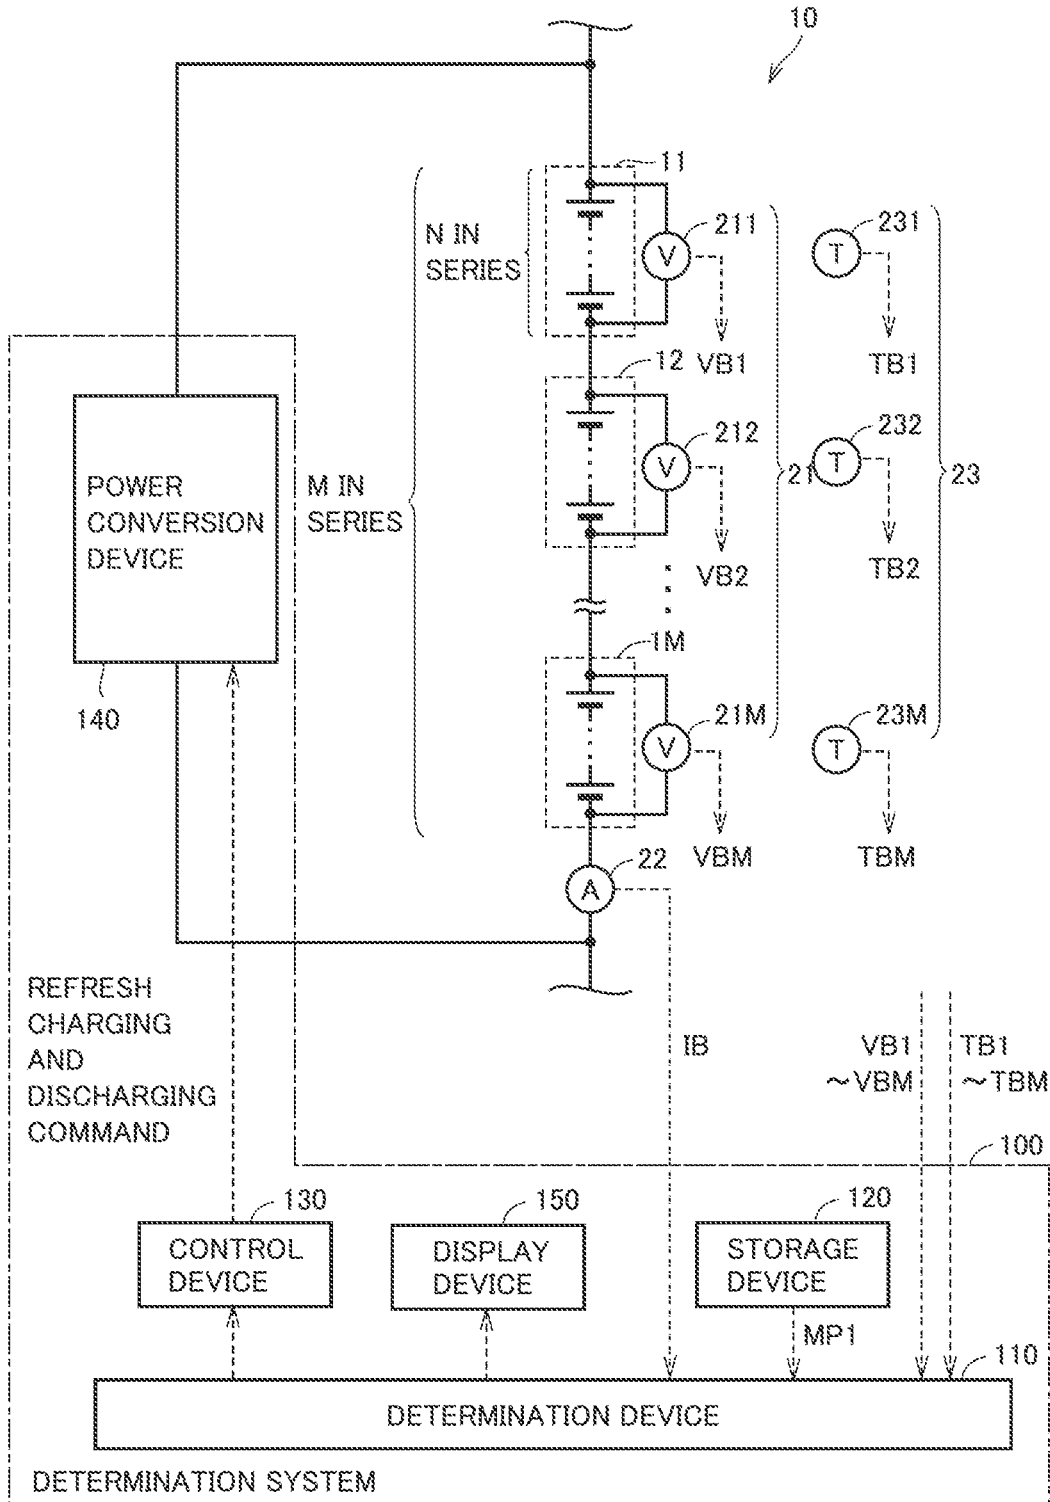 10
11
N IN
SERIES
V
211
T
231
VB1
TB1
12
V
212
T
232
21
23
POWER
CONVERSION
DEVICE
M IN
SERIES
VB2
TB2
1M
140
V
21M
T
23M
VBM
TBM
A
22
REFRESH
CHARGING
AND
DISCHARGING
COMMAND
IB
VB1
~VBM
TB1
~TBM
100
130
CONTROL
DEVICE
150
DISPLAY
DEVICE
120
STORAGE
DEVICE
MP1
110
DETERMINATION DEVICE
DETERMINATION SYSTEM